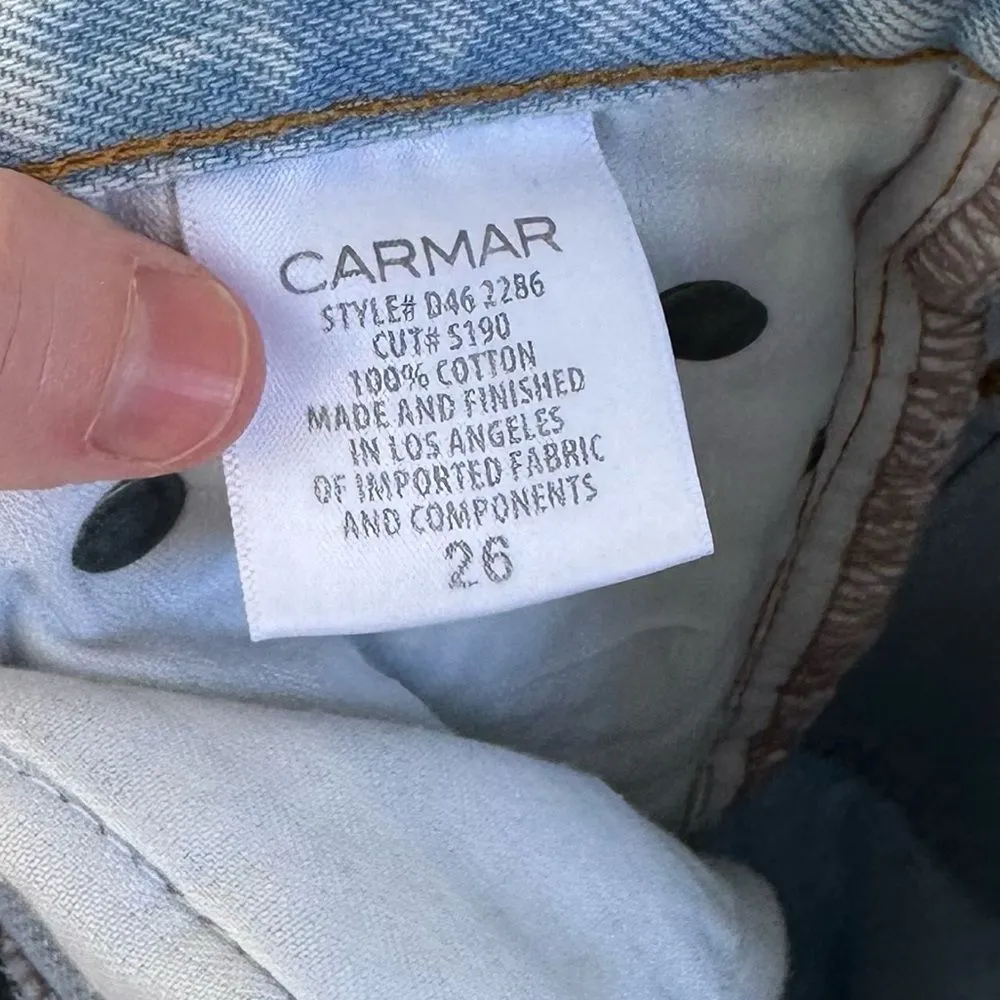 CARMAR
STYLE# D46 2286
CUT# S190
100% COTTON
MADE AND FINISHED
IN LOS ANGELES
OF IMPORTED FABRIC
AND COMPONENTS
26